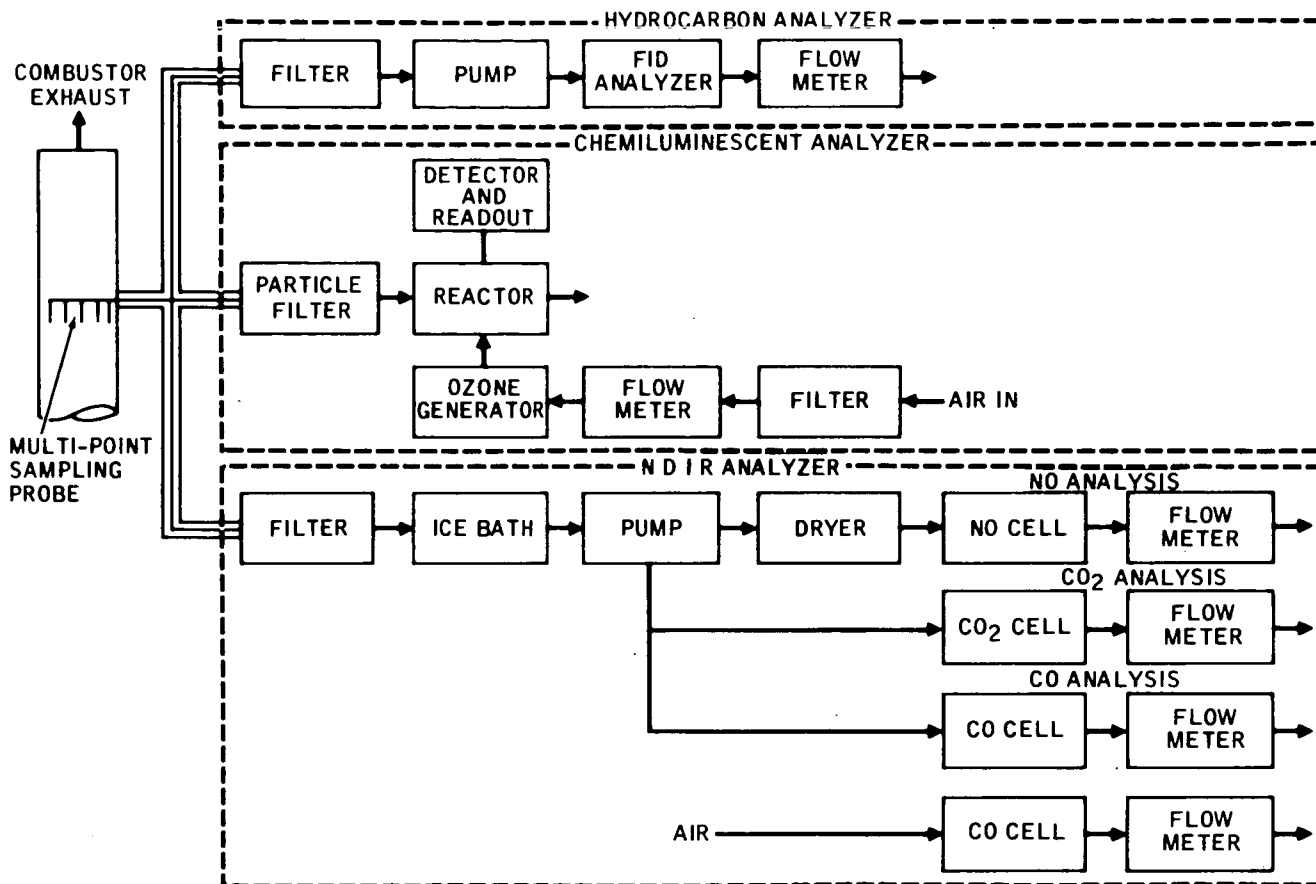 HYDROCARBON ANALYZER
COMBUSTOR
EXHAUST
FILTER
PUMP
FID
ANALYZER
FLOW
METER
CHEMILUMINESCENT ANALYZER
DETECTOR
AND
READOUT
PARTICLE
FILTER
REACTOR
OZONE
GENERATOR
FLOW
METER
FILTER
AIR IN
MULTI-POINT
SAMPLING
PROBE
NDIR ANALYZER
NO ANALYSIS
FILTER
ICE BATH
PUMP
DRYER
NO CELL
FLOW
METER
CO2 ANALYSIS
CO2 CELL
FLOW
METER
CO ANALYSIS
CO CELL
FLOW
METER
AIR
CO CELL
FLOW
METER